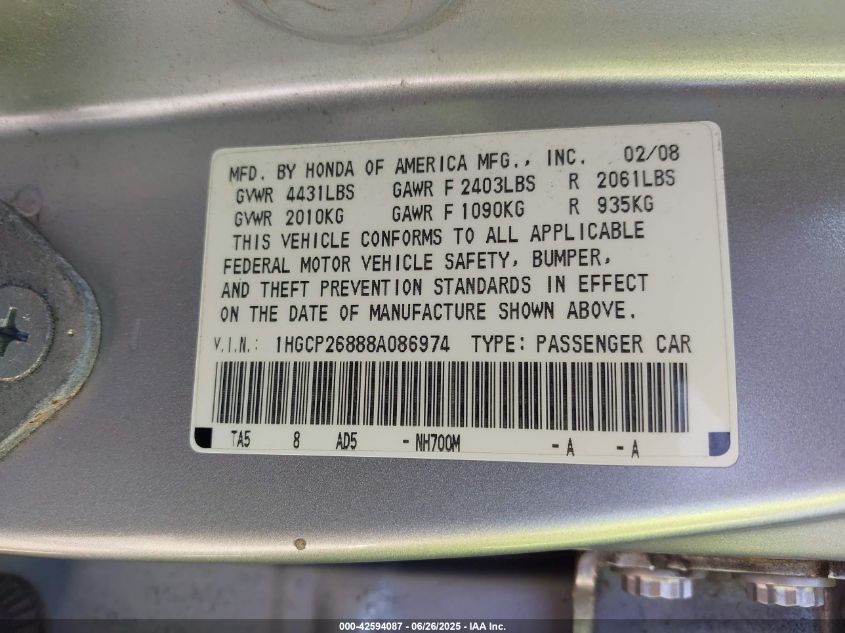 MFD. BY HONDA OF AMERICA MFG., INC. 02/08
GVWR 4431LBS GAWR F 2403LBS R 2061LBS
GVWR 2010KG GAWR F 1090KG R 935KG
THIS VEHICLE CONFORMS TO ALL APPLICABLE
FEDERAL MOTOR VEHICLE SAFETY, BUMPER,
AND THEFT PREVENTION STANDARDS IN EFFECT
ON THE DATE OF MANUFACTURE SHOWN ABOVE.
V.I.N.: 1HGCP26888A086974 TYPE: PASSENGER CAR
TA5 8 AD5 -NH700M -A -A
000-42594087 - 06/26/2025 - IAA Inc.